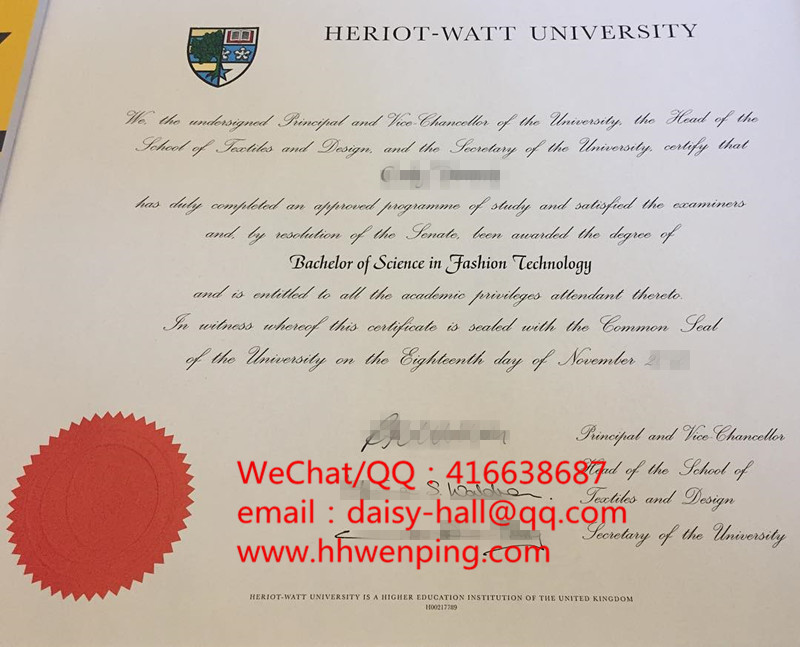 HERIOT-WATT UNIVERSITY
We, the undersigned Principal and Vice-Chancellor of the University, the Head of the
School of Textiles and Design, and the Secretary of the University, certify that
has duly completed an approved programme of study and satisfied the examiners
and, by resolution of the Senate, been awarded the degree of
Bachelor of Science in Fashion Technology
and is entitled to all the academic privileges attendant thereto.
In witness whereof this certificate is sealed with the Common Seal
of the University on the Eighteenth day of November
Principal and Vice-Chancellor
WeChat/QQ：416638687
Head of the School of
Textiles and Design
email：daisy-hall@qq.com
Secretary of the University
www.hhwenping.com
HERIOT-WATT UNIVERSITY IS A HIGHER EDUCATION INSTITUTION OF THE UNITED KINGDOM
H00217789